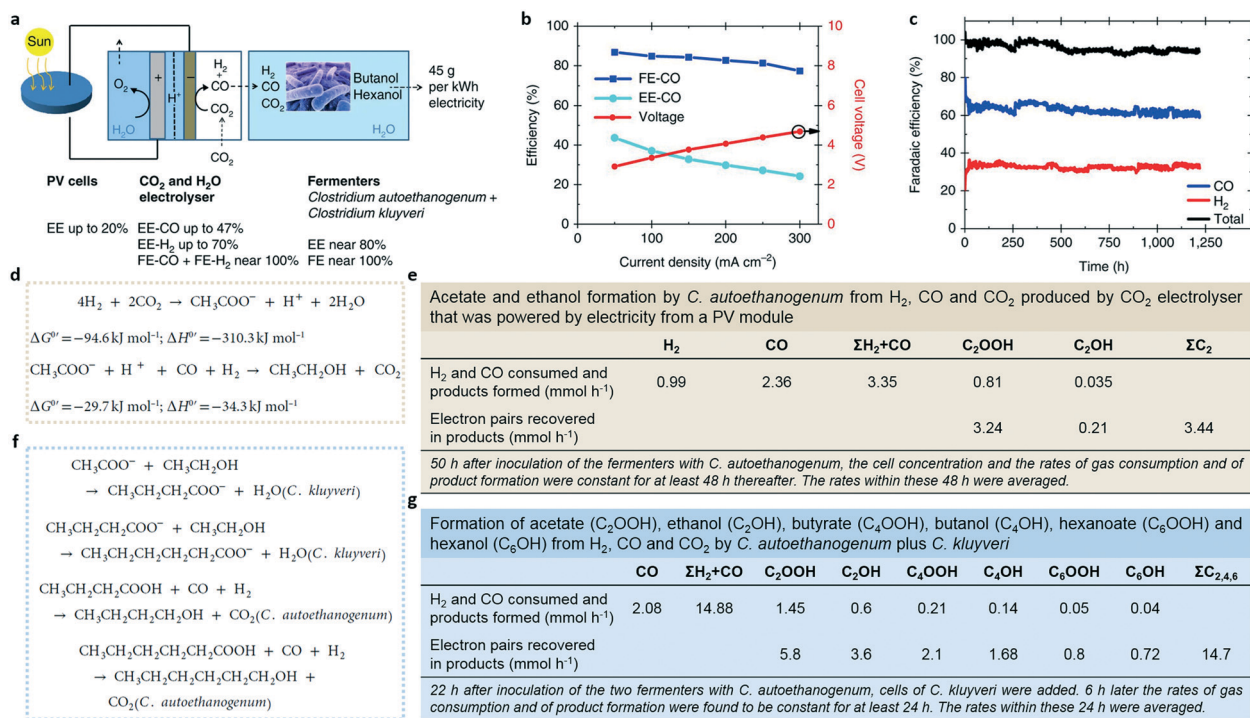 a
Sun
O₂
H₂O
+
H⁺
−
H₂
+
CO
CO₂
CO₂
H₂
CO
CO₂
Butanol
Hexanol
H₂O
45 g
per kWh
electricity
PV cells
CO₂ and H₂O
electrolyser
Fermenters
Clostridium autoethanogenum +
Clostridium kluyveri
EE up to 20%
EE-CO up to 47%
EE-H₂ up to 70%
FE-CO + FE-H₂ near 100%
EE near 80%
FE near 100%
b
Efficiency (%)
100
80
60
40
20
0
FE-CO
EE-CO
Voltage
10
8
6
4
2
0
Cell voltage (V)
0 100 200 300
Current density (mA cm⁻²)
c
Faradaic efficiency (%)
100
80
60
40
20
0
CO
H₂
Total
0 250 500 750 1,000 1,250 1,500
Time (h)
d
4H₂ + 2CO₂ → CH₃COO⁻ + H⁺ + 2H₂O
ΔG⁰′ = −94.6 kJ mol⁻¹; ΔH⁰′ = −310.3 kJ mol⁻¹
CH₃COO⁻ + H⁺ + CO + H₂ → CH₃CH₂OH + CO₂
ΔG⁰′ = −29.7 kJ mol⁻¹; ΔH⁰′ = −34.3 kJ mol⁻¹
e
Acetate and ethanol formation by C. autoethanogenum from H₂, CO and CO₂ produced by CO₂ electrolyser
that was powered by electricity from a PV module
H₂ CO ΣH₂+CO C₂OOH C₂OH ΣC₂
H₂ and CO consumed and
products formed (mmol h⁻¹) 0.99 2.36 3.35 0.81 0.035
Electron pairs recovered
in products (mmol h⁻¹) 3.24 0.21 3.44
50 h after inoculation of the fermenters with C. autoethanogenum, the cell concentration and the rates of gas consumption and of
product formation were constant for at least 48 h thereafter. The rates within these 48 h were averaged.
f
CH₃COO⁻ + CH₃CH₂OH
→ CH₃CH₂CH₂COO⁻ + H₂O(C. kluyveri)
CH₃CH₂CH₂COO⁻ + CH₃CH₂OH
→ CH₃CH₂CH₂CH₂CH₂COO⁻ + H₂O(C. kluyveri)
CH₃CH₂CH₂COOH + CO + H₂
→ CH₃CH₂CH₂CH₂OH + CO₂(C. autoethanogenum)
CH₃CH₂CH₂CH₂CH₂COOH + CO + H₂
→ CH₃CH₂CH₂CH₂CH₂CH₂OH +
CO₂(C. autoethanogenum)
g
Formation of acetate (C₂OOH), ethanol (C₂OH), butyrate (C₄OOH), butanol (C₄OH), hexanoate (C₆OOH) and
hexanol (C₆OH) from H₂, CO and CO₂ by C. autoethanogenum plus C. kluyveri
CO ΣH₂+CO C₂OOH C₂OH C₄OOH C₄OH C₆OOH C₆OH ΣC₂,₄,₆
H₂ and CO consumed and
products formed (mmol h⁻¹) 2.08 14.88 1.45 0.6 0.21 0.14 0.05 0.04
Electron pairs recovered
in products (mmol h⁻¹) 5.8 3.6 2.1 1.68 0.8 0.72 14.7
22 h after inoculation of the two fermenters with C. autoethanogenum, cells of C. kluyveri were added. 6 h later the rates of gas
consumption and of product formation were found to be constant for at least 24 h. The rates within these 24 h were averaged.